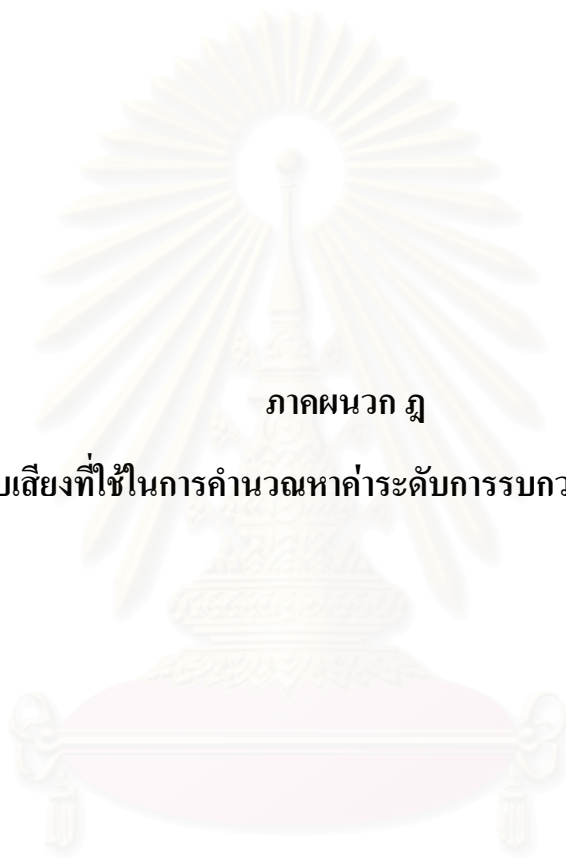 ภาคผนวก ฎ
เสียงที่ใช้ในการคำนวณหาค่าระดับการรบกว